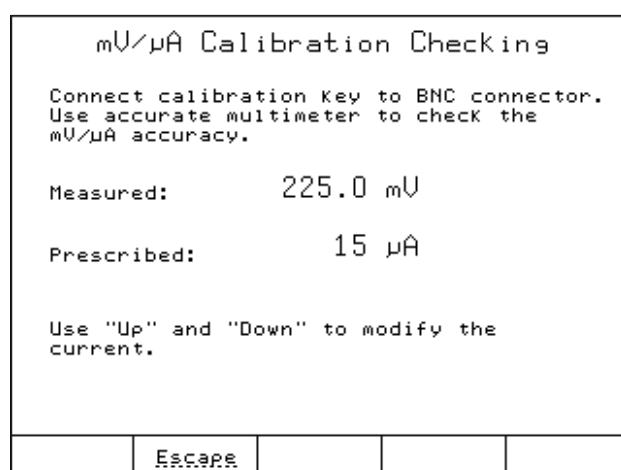 mV/µA Calibration Checking
Connect calibration Key to BNC connector.
Use accurate multimeter to check the
mV/µA accuracy.
Measured: 225.0 mV
Prescribed: 15 µA
Use "Up" and "Down" to modify the
current.
Escape